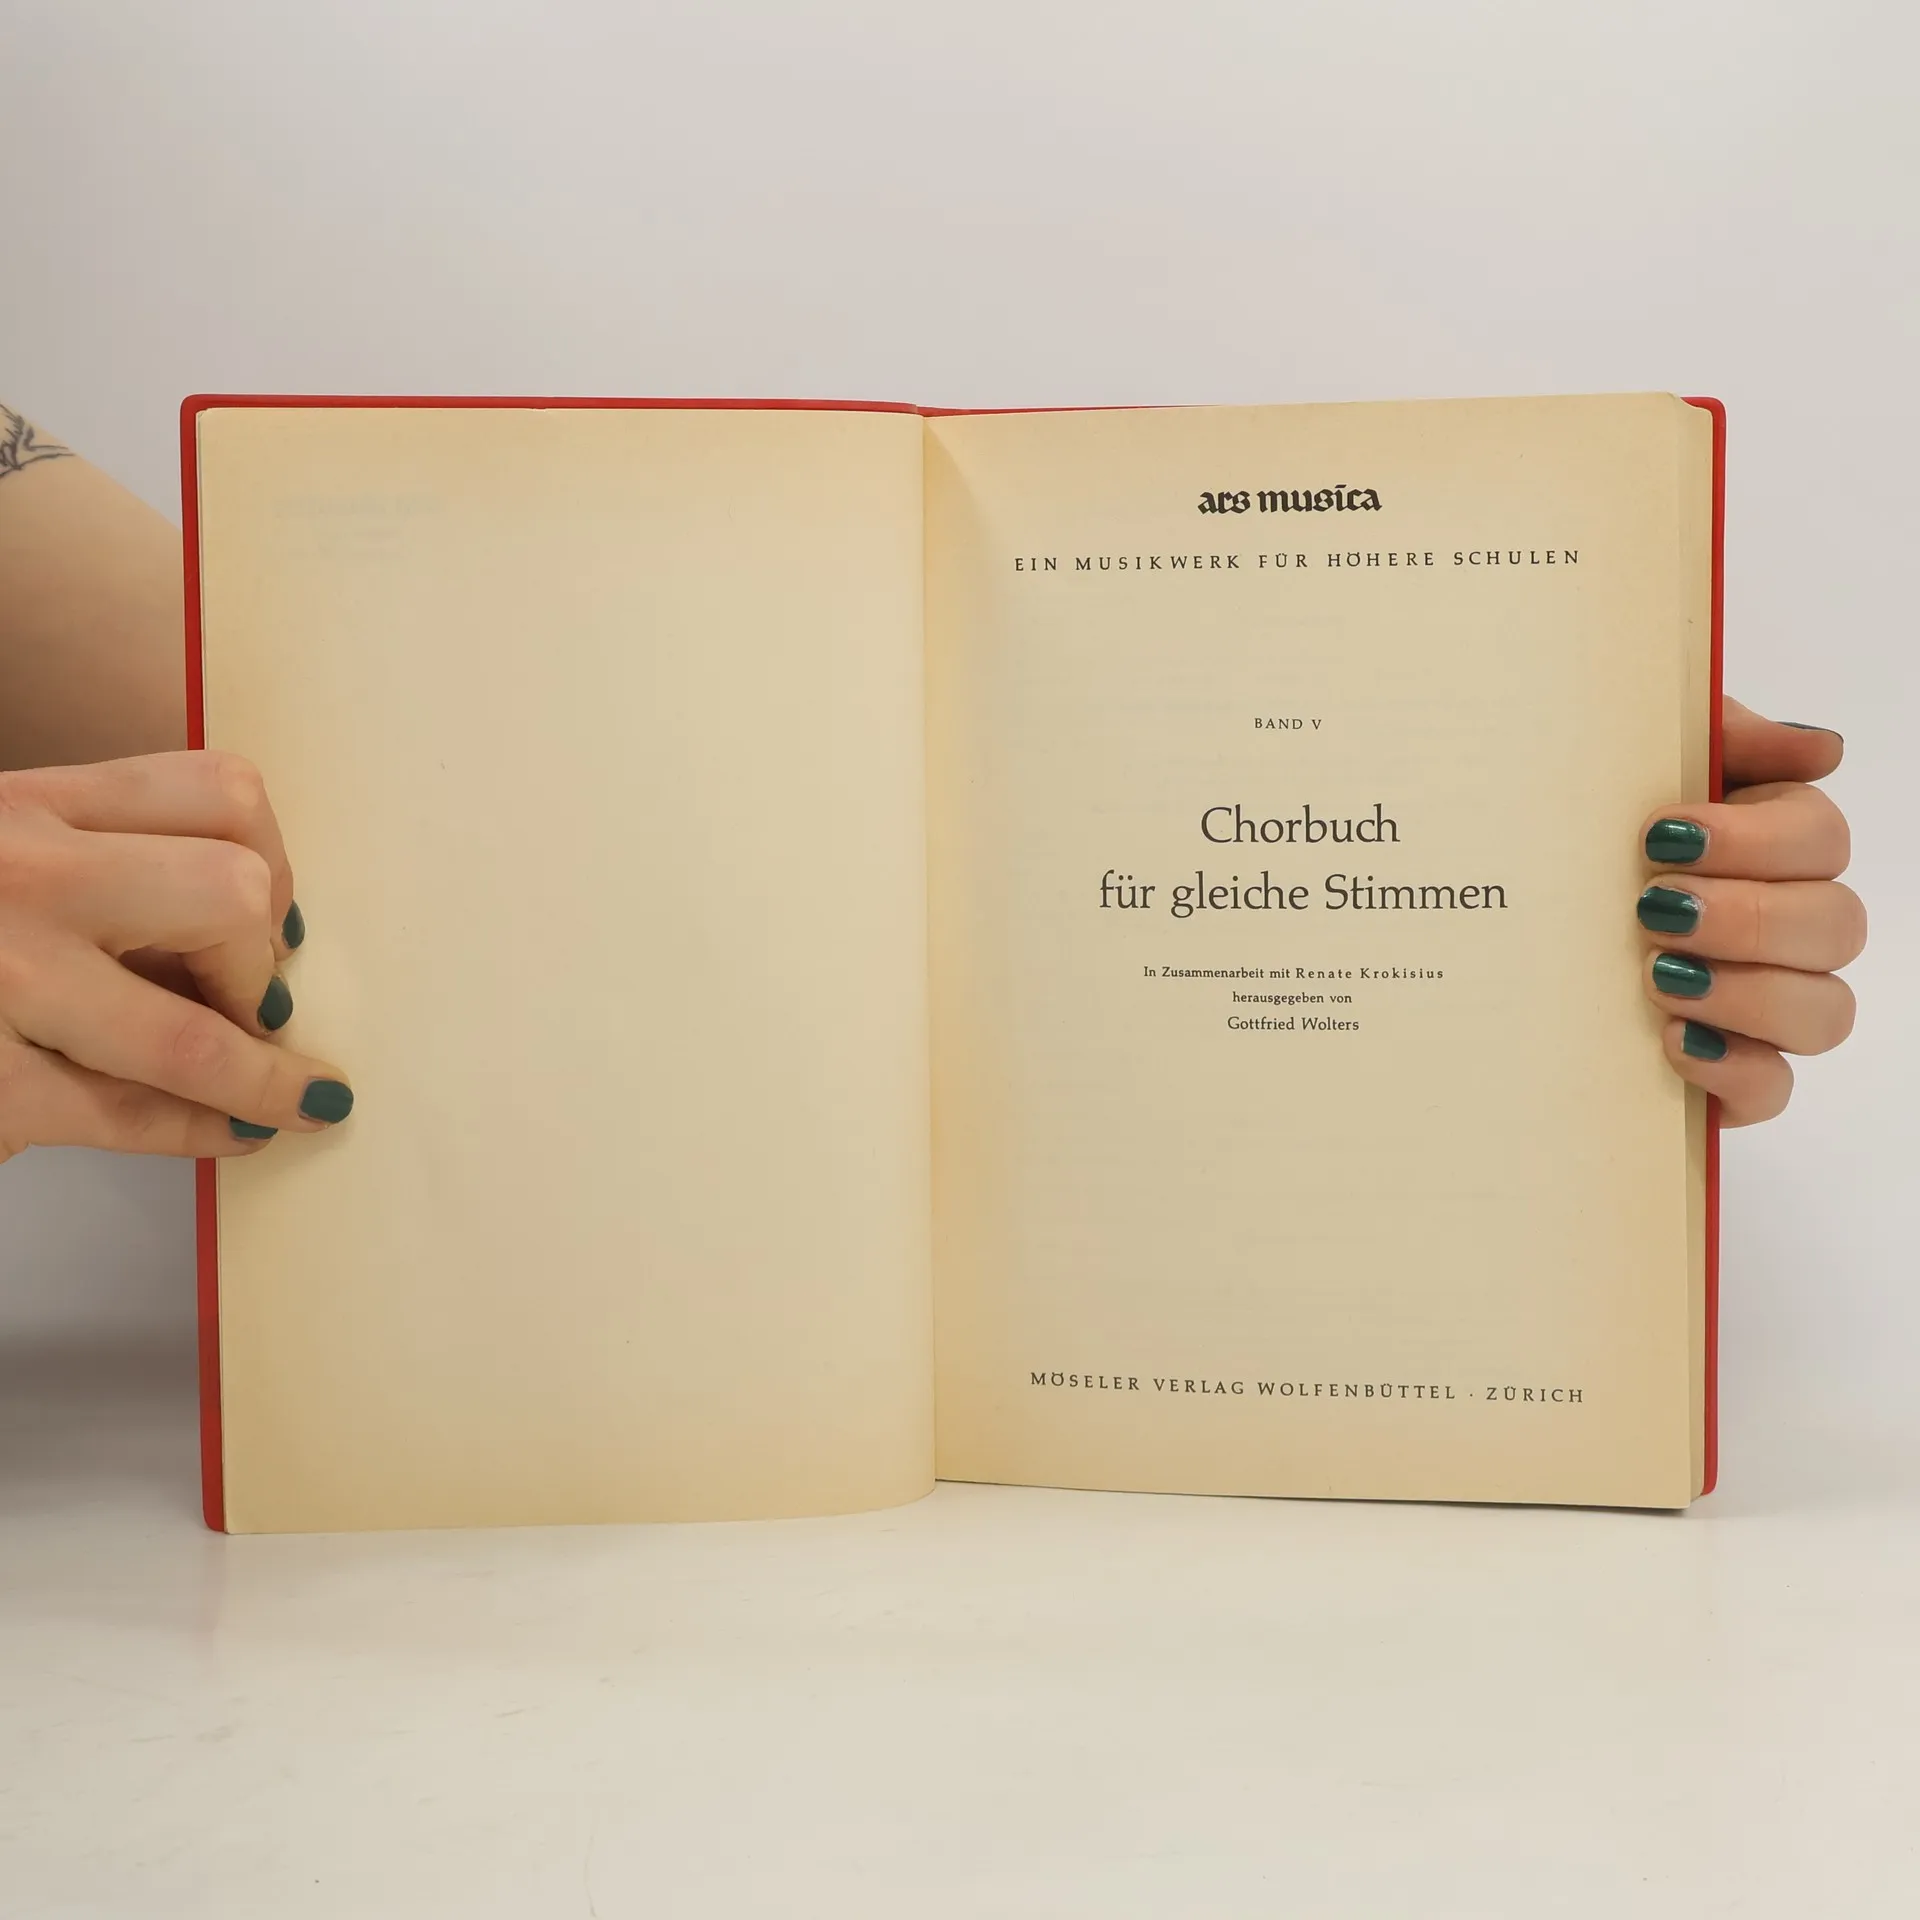 ars musica
EIN MUSIKWERK FÜR HÖHERE SCHULEN
BAND V
Chorbuch
für gleiche Stimmen
In Zusammenarbeit mit Renate Krokisius
herausgegeben von
Gottfried Wolters
MÖSELER VERLAG WOLFENBÜTTEL · ZÜRICH